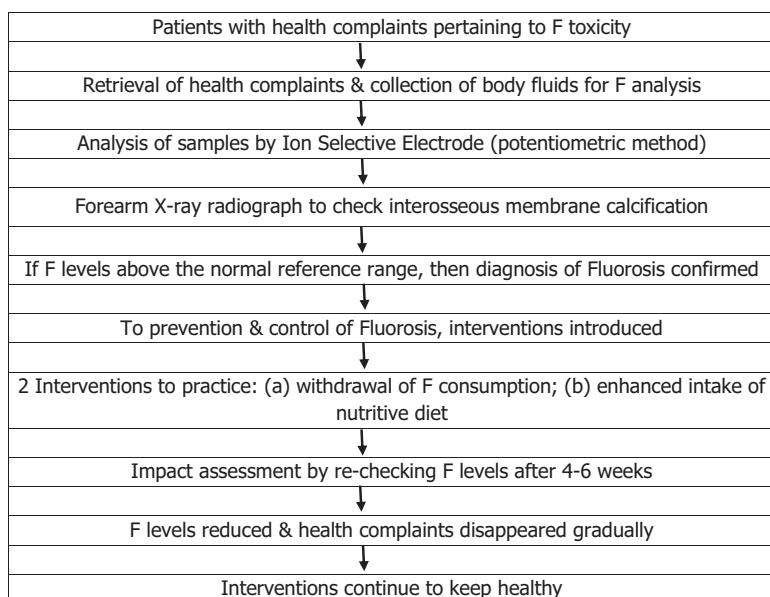 Patients with health complaints pertaining to F toxicity
Retrieval of health complaints & collection of body fluids for F analysis
Analysis of samples by Ion Selective Electrode (potentiometric method)
Forearm X-ray radiograph to check interosseous membrane calcification
If F levels above the normal reference range, then diagnosis of Fluorosis confirmed
To prevention & control of Fluorosis, interventions introduced
2 Interventions to practice: (a) withdrawal of F consumption; (b) enhanced intake of
nutritive diet
Impact assessment by re-checking F levels after 4-6 weeks
F levels reduced & health complaints disappeared gradually
Interventions continue to keep healthy